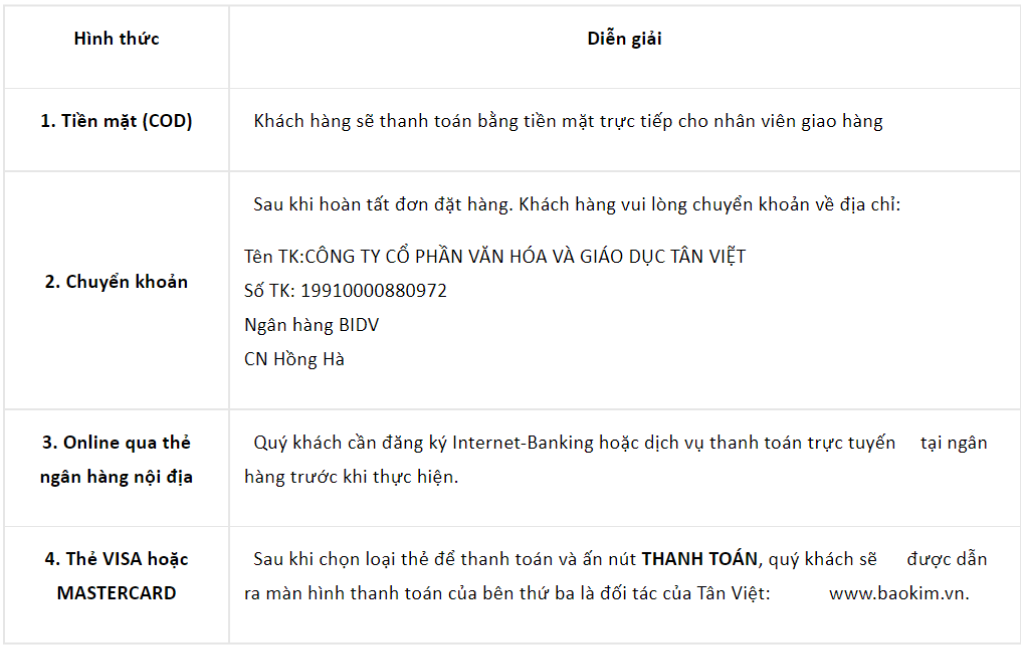 Hình thức
Diễn giải
1. Tiền mặt (COD)
Khách hàng sẽ thanh toán bằng tiền mặt trực tiếp cho nhân viên giao hàng
2. Chuyển khoản
Sau khi hoàn tất đơn đặt hàng. Khách hàng vui lòng chuyển khoản về địa chỉ:
Tên TK:CÔNG TY CỔ PHẦN VĂN HÓA VÀ GIÁO DỤC TÂN VIỆT
Số TK: 19910000880972
Ngân hàng BIDV
CN Hồng Hà
3. Online qua thẻ
ngân hàng nội địa
Quý khách cần đăng ký Internet-Banking hoặc dịch vụ thanh toán trực tuyến tại ngân
hàng trước khi thực hiện.
4. Thẻ VISA hoặc
MASTERCARD
Sau khi chọn loại thẻ để thanh toán và ấn nút THANH TOÁN, quý khách sẽ được dẫn
ra màn hình thanh toán của bên thứ ba là đối tác của Tân Việt: www.baokim.vn.